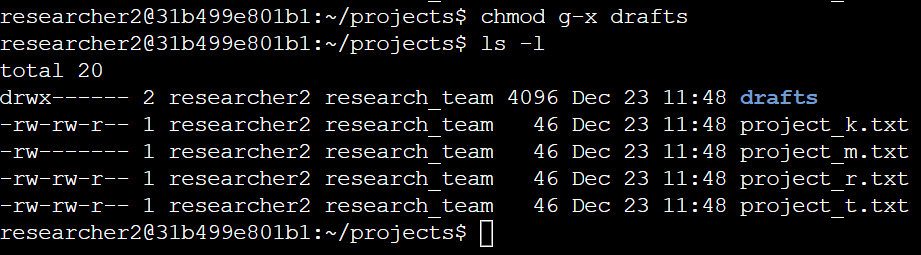 researcher2@31b499e801b1:~/projects$ chmod g-x drafts
researcher2@31b499e801b1:~/projects$ ls -l
total 20
drwx------ 2 researcher2 research_team 4096 Dec 23 11:48 drafts
-rw-rw-r-- 1 researcher2 research_team   46 Dec 23 11:48 project_k.txt
-rw------- 1 researcher2 research_team   46 Dec 23 11:48 project_m.txt
-rw-rw-r-- 1 researcher2 research_team   46 Dec 23 11:48 project_r.txt
-rw-rw-r-- 1 researcher2 research_team   46 Dec 23 11:48 project_t.txt
researcher2@31b499e801b1:~/projects$